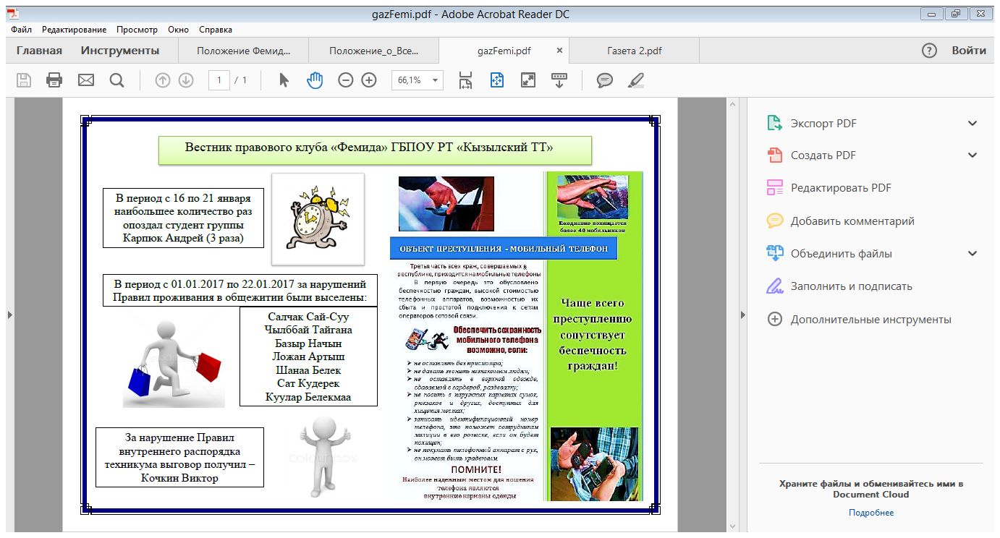 gazFemi.pdf - Adobe Acrobat Reader DC
Файл Редактирование Просмотр Окно Справка
Главная Инструменты Положение Фемид... Положение_о_Все... gazFemi.pdf × Газета 2.pdf ? Войти
1 / 1 66,1%
Вестник правового клуба «Фемида» ГБПОУ РТ «Кызылский ТТ»
В период с 16 по 21 января
наибольшее количество раз
опоздал студент группы
Карпюк Андрей (3 раза)
В период с 01.01.2017 по 22.01.2017 за нарушений
Правил проживания в общежитии были выселены:
Салчак Сай-Суу
Чылббай Тайгана
Базыр Начын
Ложан Артыш
Шанаа Белек
Сат Кудерек
Куулар Белекмаа
За нарушение Правил
внутреннего распорядка
техникума выговор получил –
Кочкин Виктор
colourbox
Ежедневно похищается
более 40 мобильников
ОБЪЕКТ ПРЕСТУПЛЕНИЯ - МОБИЛЬНЫЙ ТЕЛЕФОН
Третья часть всех краж, совершаемых в
республике, приходится на мобильные телефоны
В первую очередь это обусловлено
беспечностью граждан, высокой стоимостью
телефонных аппаратов, возможностью их
сбыта и простотой подключения к сетям
операторов сотовой связи.
Обеспечить сохранность
мобильного телефона
возможно, если:
➢ не оставлять без присмотра;
➢ не давать звонить незнакомым людям;
➢ не оставлять в верхней одежде,
сдаваемой в гардероб, раздевалку;
➢ не носить в наружных карманах сумок,
рюкзаков и других, доступных для
хищения местах;
➢ записать идентификационный номер
телефона, это поможет сотрудникам
милиции в его розыске, если он будет
похищен;
➢ не покупать телефонный аппарат с рук,
он может быть краденым.
ПОМНИТЕ!
Наиболее надежным местом для ношения
телефона являются
внутренние карманы одежды
Чаще всего
преступлению
сопутствует
беспечность
граждан!
Экспорт PDF
Создать PDF
Редактировать PDF
Добавить комментарий
Объединить файлы
Заполнить и подписать
Дополнительные инструменты
Храните файлы и обменивайтесь ими в
Document Cloud
Подробнее